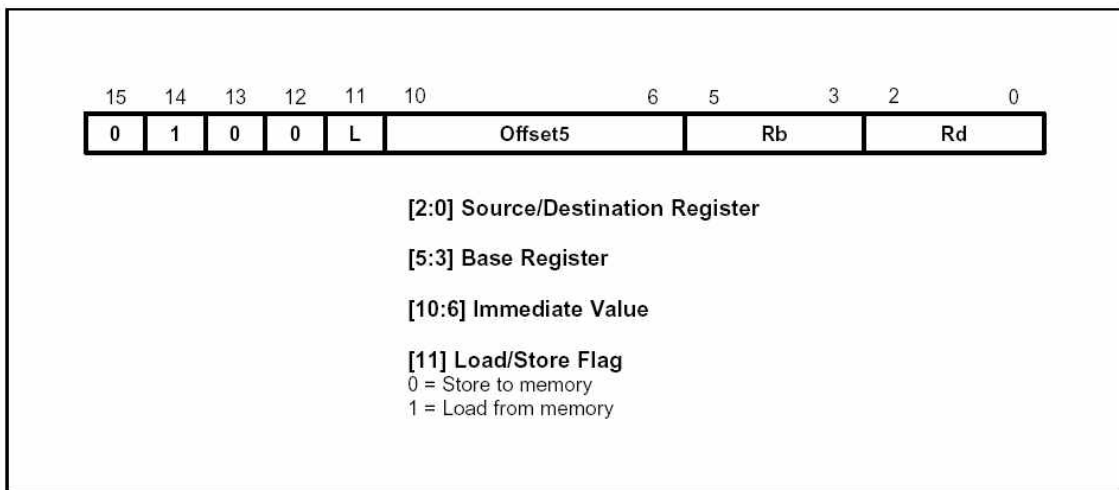 15 14 13 12 11 10 6 5 3 2 0
0 1 0 0 L Offset5 Rb Rd
[2:0] Source/Destination Register
[5:3] Base Register
[10:6] Immediate Value
[11] Load/Store Flag
0 = Store to memory
1 = Load from memory